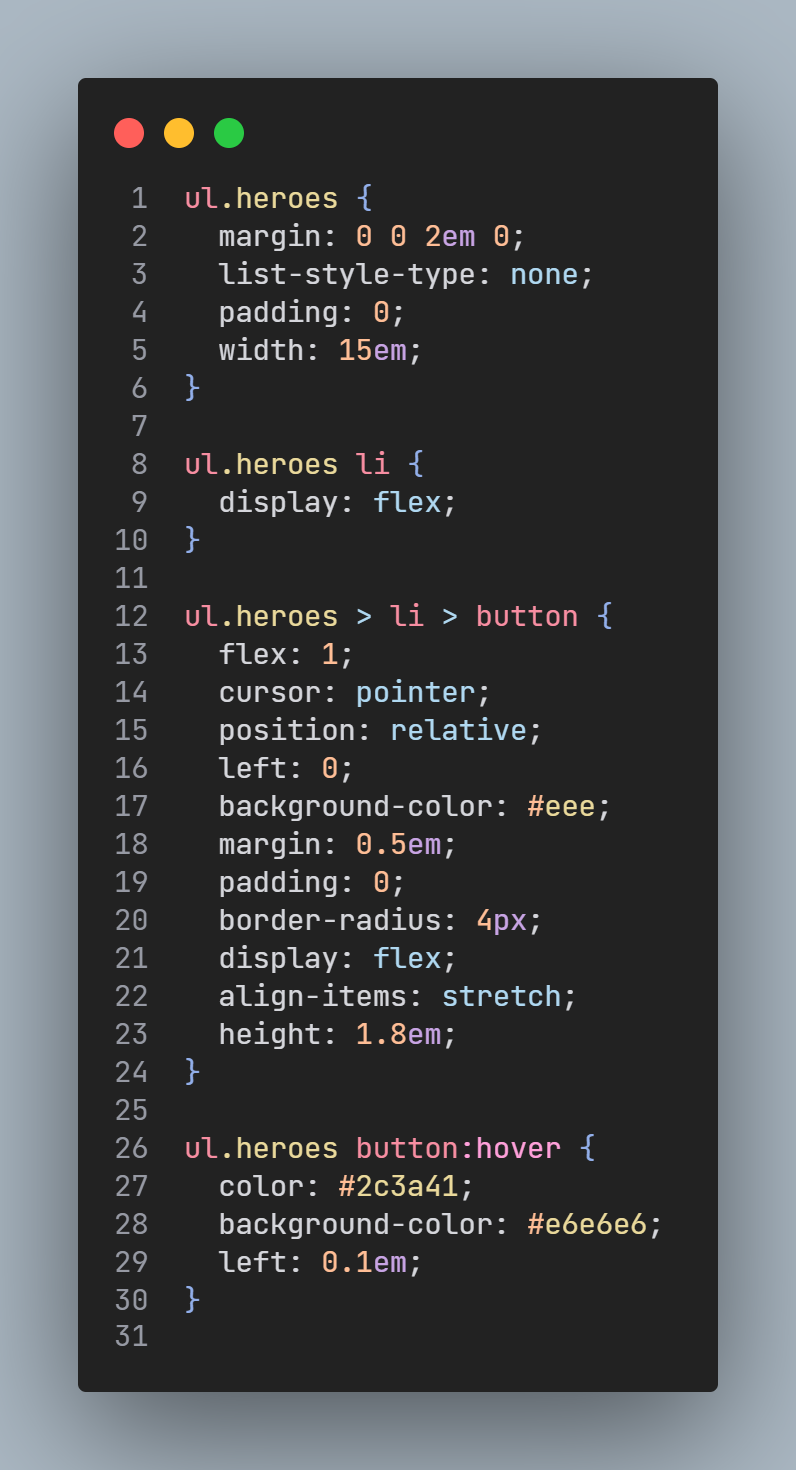 1 ul.heroes {
2   margin: 0 0 2em 0;
3   list-style-type: none;
4   padding: 0;
5   width: 15em;
6 }
7
8 ul.heroes li {
9   display: flex;
10 }
11
12 ul.heroes > li > button {
13   flex: 1;
14   cursor: pointer;
15   position: relative;
16   left: 0;
17   background-color: #eee;
18   margin: 0.5em;
19   padding: 0;
20   border-radius: 4px;
21   display: flex;
22   align-items: stretch;
23   height: 1.8em;
24 }
25
26 ul.heroes button:hover {
27   color: #2c3a41;
28   background-color: #e6e6e6;
29   left: 0.1em;
30 }
31